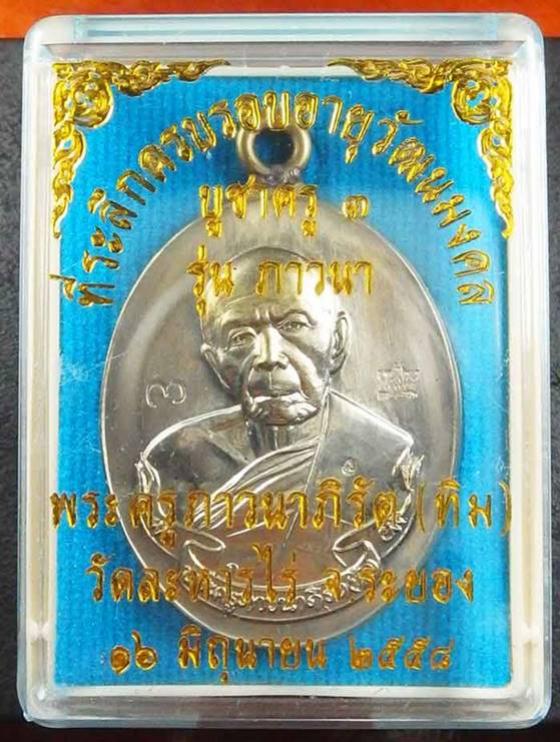 ที่ระลึกครบรอบอายุวัฒนมงคล
บูชาครู ๓
รุ่น ภาวนา
๓
พระครูภาวนาภิรัต (ทิม)
วัดละหารไร่ จ.ระยอง
๑๖ มิถุนายน ๒๕๕๔